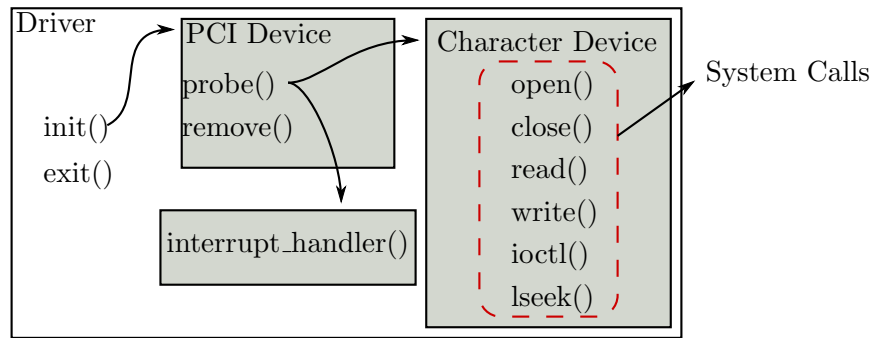 Driver
init()
exit()
PCI Device
probe()
remove()
interrupt_handler()
Character Device
open()
close()
read()
write()
ioctl()
lseek()
System Calls